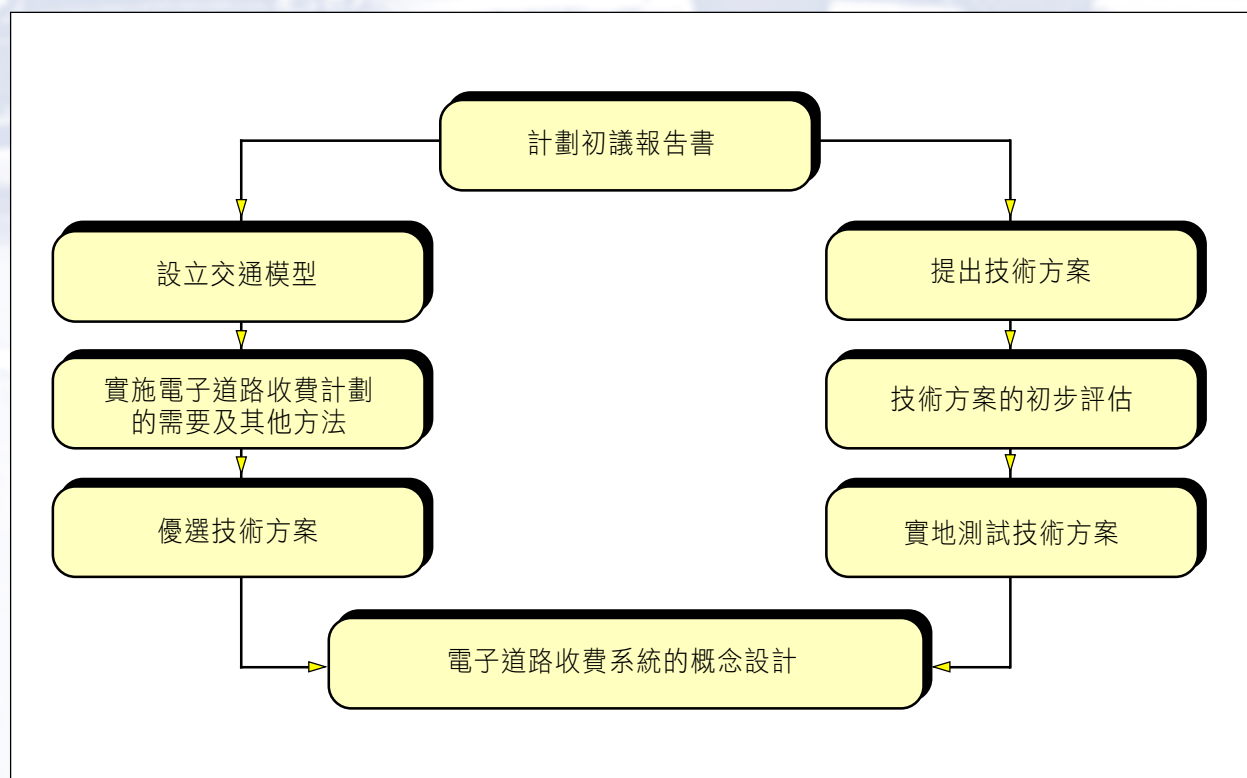 計劃初議報告書
設立交通模型
提出技術方案
實施電子道路收費計劃
的需要及其他方法
技術方案的初步評估
優選技術方案
實地測試技術方案
電子道路收費系統的概念設計